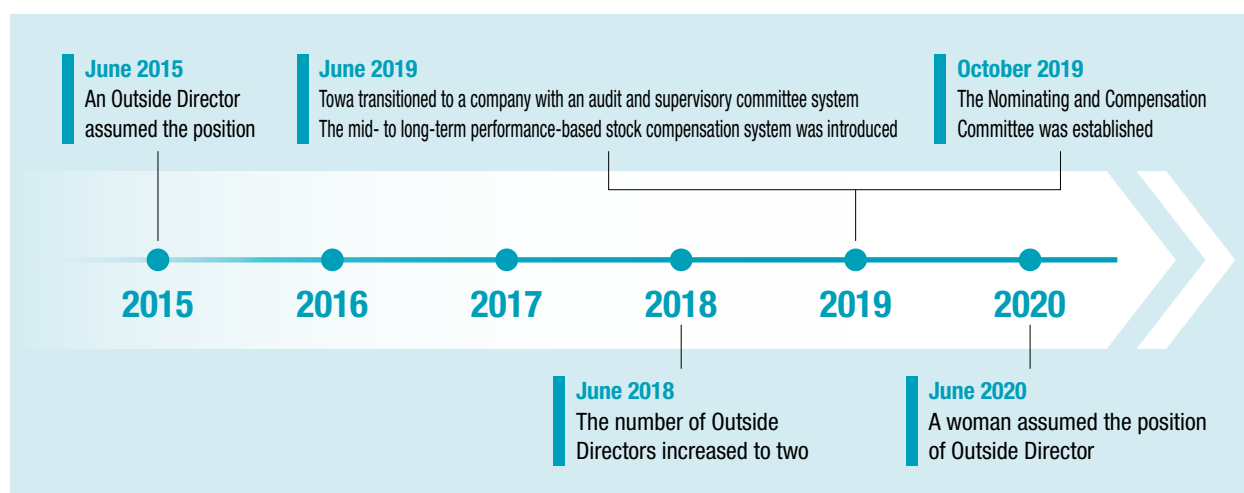 June 2015
An Outside Director
assumed the position
June 2019
Towa transitioned to a company with an audit and supervisory committee system
The mid- to long-term performance-based stock compensation system was introduced
October 2019
The Nominating and Compensation
Committee was established
2015
2016
2017
2018
2019
2020
June 2018
The number of Outside
Directors increased to two
June 2020
A woman assumed the position
of Outside Director